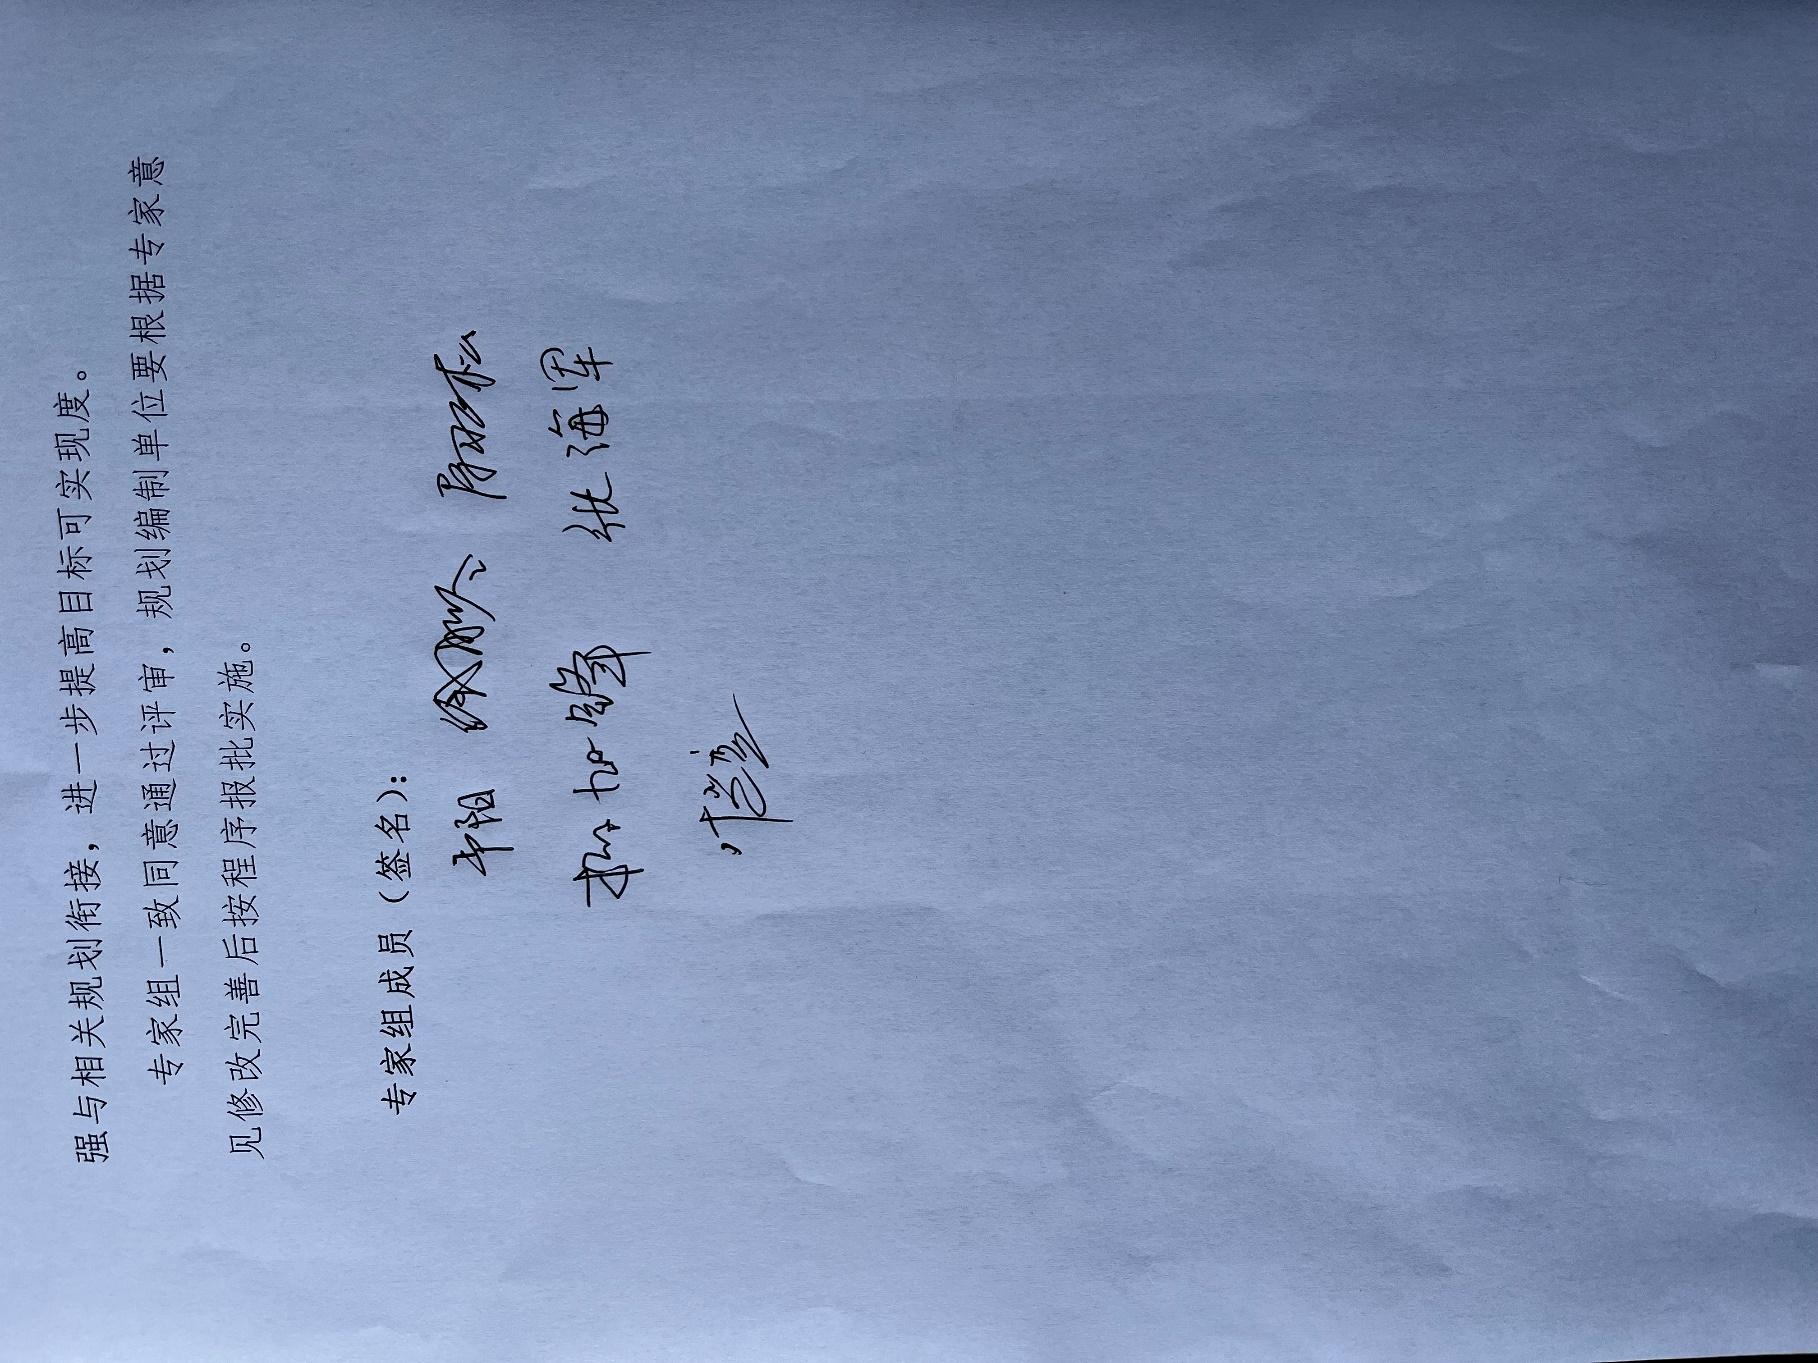 强与相关规划衔接，进一步提高目标可实现度。
专家组一致同意通过评审，规划编制单位要根据专家意
见修改完善后按程序报批实施。
专家组成员（签名）：
张海军